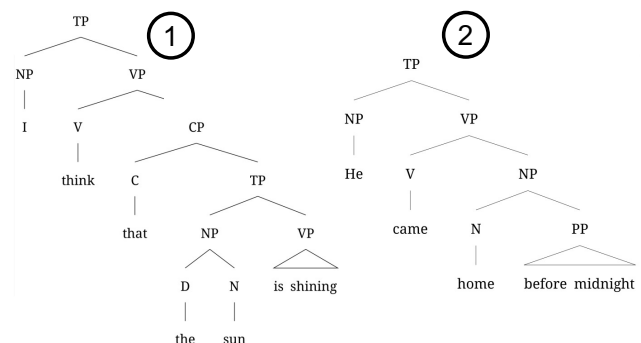 1
TP
NP VP
I V CP
think C TP
that NP VP
D N is shining
the sun
2
TP
NP VP
He V NP
came N PP
home before midnight